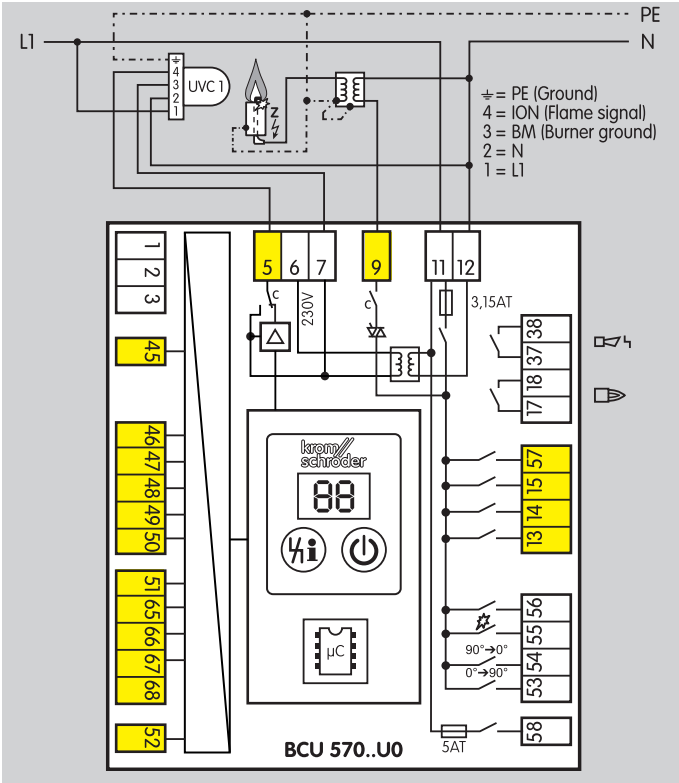 PE
L1
N
4
3
2
1
UVC 1
Z
⏚ = PE (Ground)
4 = ION (Flame signal)
3 = BM (Burner ground)
2 = N
1 = L1
5 6 7
9
11 12
1
2
3
45
46
47
48
49
50
51
65
66
67
68
52
c
230V
c
3,15AT
38
37
18
17
57
15
14
13
56
55
90°→0°
54
0°→90°
53
58
5AT
krom
schröder
88
i
µC
BCU 570..U0